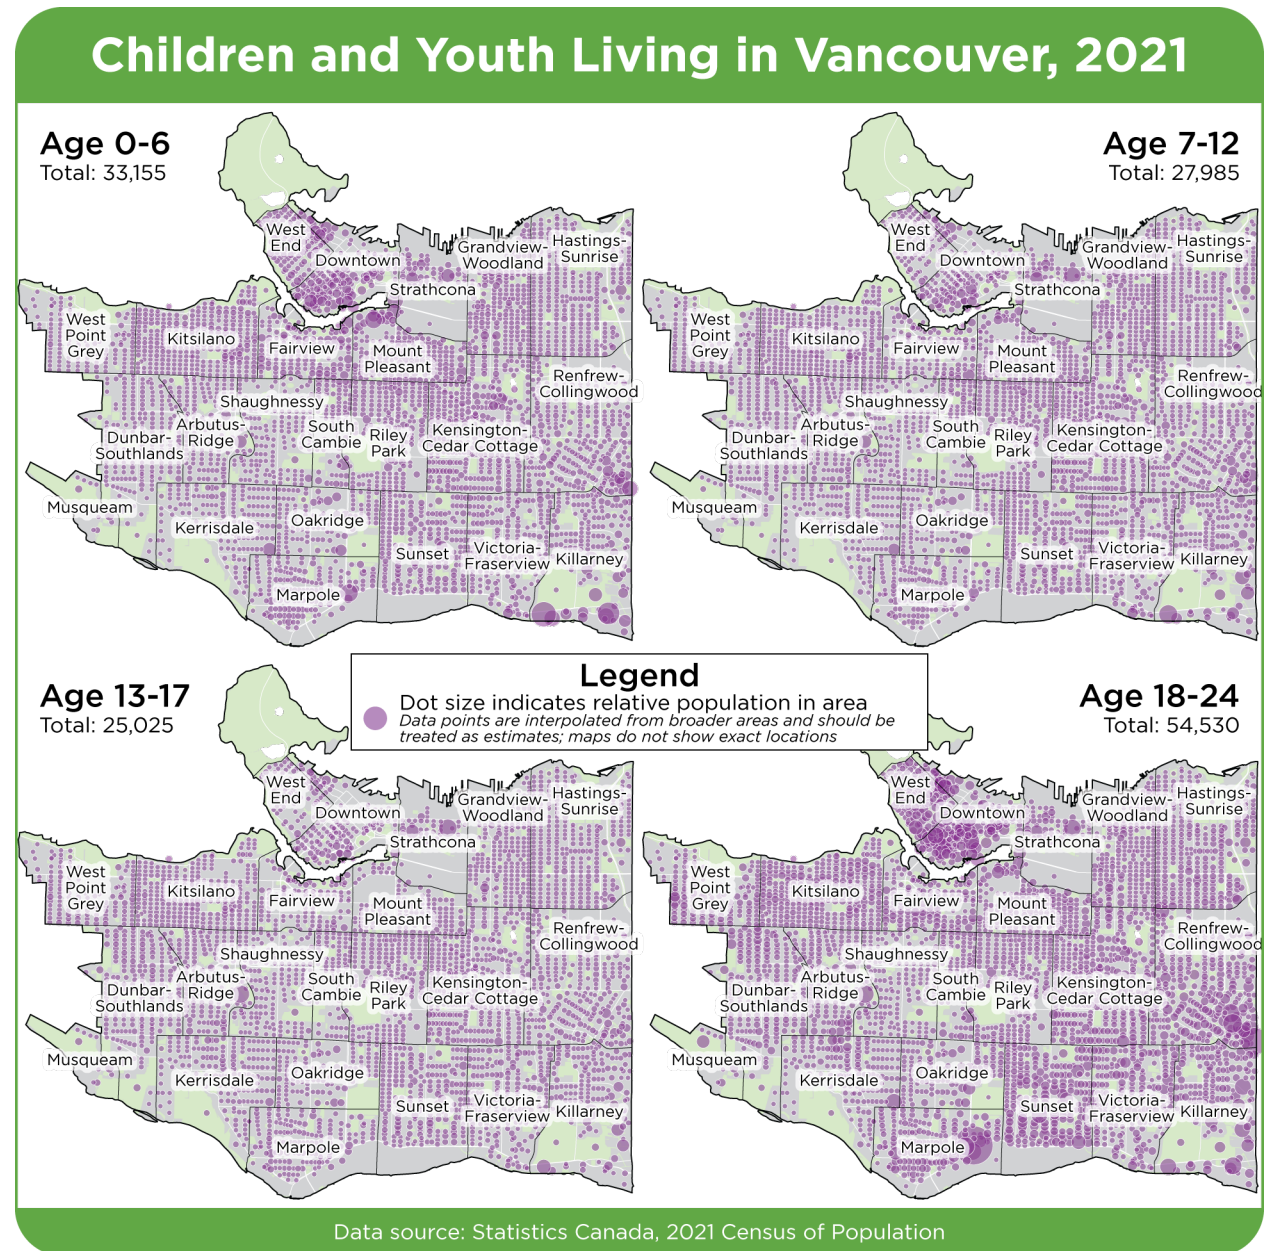 Children and Youth Living in Vancouver, 2021
Age 0-6
Total: 33,155
West
End
Downtown
Grandview-
Woodland
Hastings-
Sunrise
Strathcona
West
Point
Grey
Kitsilano
Fairview
Mount
Pleasant
Renfrew-
Collingwood
Shaughnessy
Arbutus-
Ridge
Dunbar-
Southlands
South
Cambie
Riley
Park
Kensington-
Cedar Cottage
Musqueam
Kerrisdale
Oakridge
Sunset
Victoria-
Fraserview
Killarney
Marpole
Age 7-12
Total: 27,985
West
End
Downtown
Grandview-
Woodland
Hastings-
Sunrise
Strathcona
West
Point
Grey
Kitsilano
Fairview
Mount
Pleasant
Renfrew-
Collingwood
Shaughnessy
Arbutus-
Ridge
Dunbar-
Southlands
South
Cambie
Riley
Park
Kensington-
Cedar Cottage
Musqueam
Kerrisdale
Oakridge
Sunset
Victoria-
Fraserview
Killarney
Marpole
Legend
Dot size indicates relative population in area
Data points are interpolated from broader areas and should be
treated as estimates; maps do not show exact locations
Age 13-17
Total: 25,025
West
End
Downtown
Grandview-
Woodland
Hastings-
Sunrise
Strathcona
West
Point
Grey
Kitsilano
Fairview
Mount
Pleasant
Renfrew-
Collingwood
Shaughnessy
Arbutus-
Ridge
Dunbar-
Southlands
South
Cambie
Riley
Park
Kensington-
Cedar Cottage
Musqueam
Kerrisdale
Oakridge
Sunset
Victoria-
Fraserview
Killarney
Marpole
Age 18-24
Total: 54,530
West
End
Downtown
Grandview-
Woodland
Hastings-
Sunrise
Strathcona
West
Point
Grey
Kitsilano
Fairview
Mount
Pleasant
Renfrew-
Collingwood
Shaughnessy
Arbutus-
Ridge
Dunbar-
Southlands
South
Cambie
Riley
Park
Kensington-
Cedar Cottage
Musqueam
Kerrisdale
Oakridge
Sunset
Victoria-
Fraserview
Killarney
Marpole
Data source: Statistics Canada, 2021 Census of Population